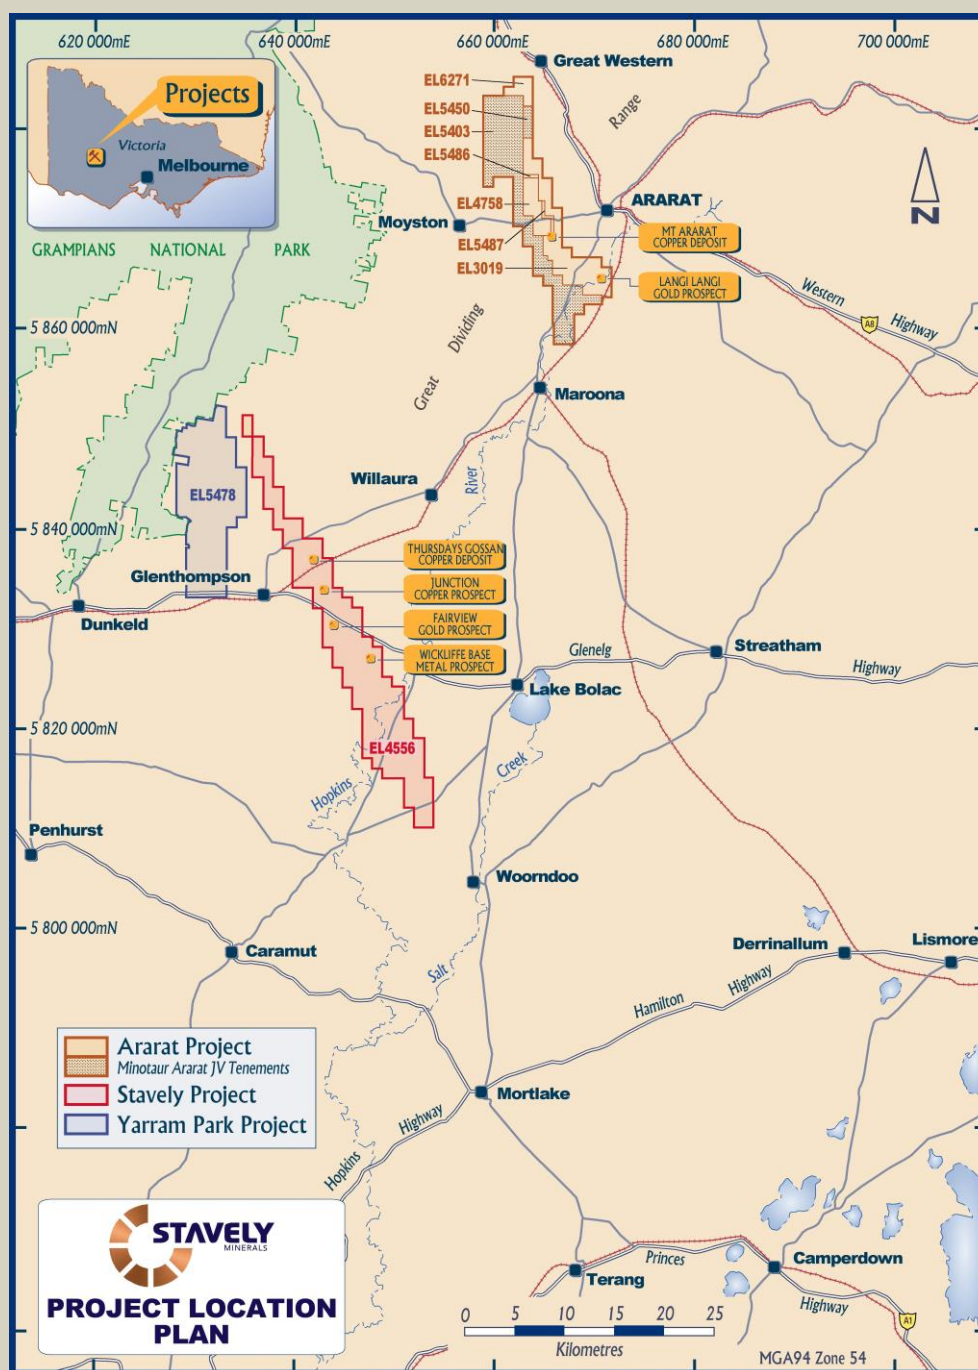 620 000mE
640 000mE
660 000mE
680 000mE
700 000mE
Projects
Victoria
Melbourne
Great Western
Range
EL6271
EL5450
EL5403
EL5486
EL4758
EL5487
EL3019
ARARAT
Moyston
N
MT ARARAT
COPPER DEPOSIT
LANGI LANGI
GOLD PROSPECT
GRAMPIANS NATIONAL PARK
Western
Highway
A8
5 860 000mN
Dividing
Great
Maroona
Willaura
River
EL5478
5 840 000mN
THURSDAYS GOSSAN
COPPER DEPOSIT
JUNCTION
COPPER PROSPECT
FAIRVIEW
GOLD PROSPECT
WICKLIFFE BASE
METAL PROSPECT
Glenthompson
Dunkeld
Glenelg
Streatham
Highway
Lake Bolac
5 820 000mN
EL4556
Creek
Hopkins
Penhurst
Woorndoo
5 800 000mN
Caramut
Salt
Derrinallum
Lismore
Hamilton
Highway
Ararat Project
Minotaur Ararat JV Tenements
Stavely Project
Yarram Park Project
Mortlake
Highway
Hopkins
STAVELY
MINERALS
PROJECT LOCATION
PLAN
Princes
Camperdown
Terang
Highway
A1
0 5 10 15 20 25
Kilometres
MGA94 Zone 54